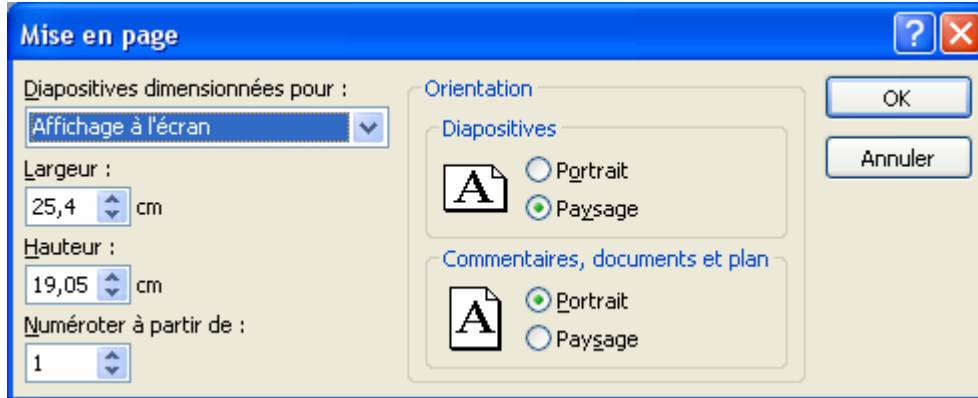 Mise en page
Diapositives dimensionnées pour :
Affichage à l'écran
Largeur :
25,4 cm
Hauteur :
19,05 cm
Numéroter à partir de :
1
Orientation
Diapositives
A
Portrait
Paysage
Commentaires, documents et plan
A
Portrait
Paysage
OK
Annuler